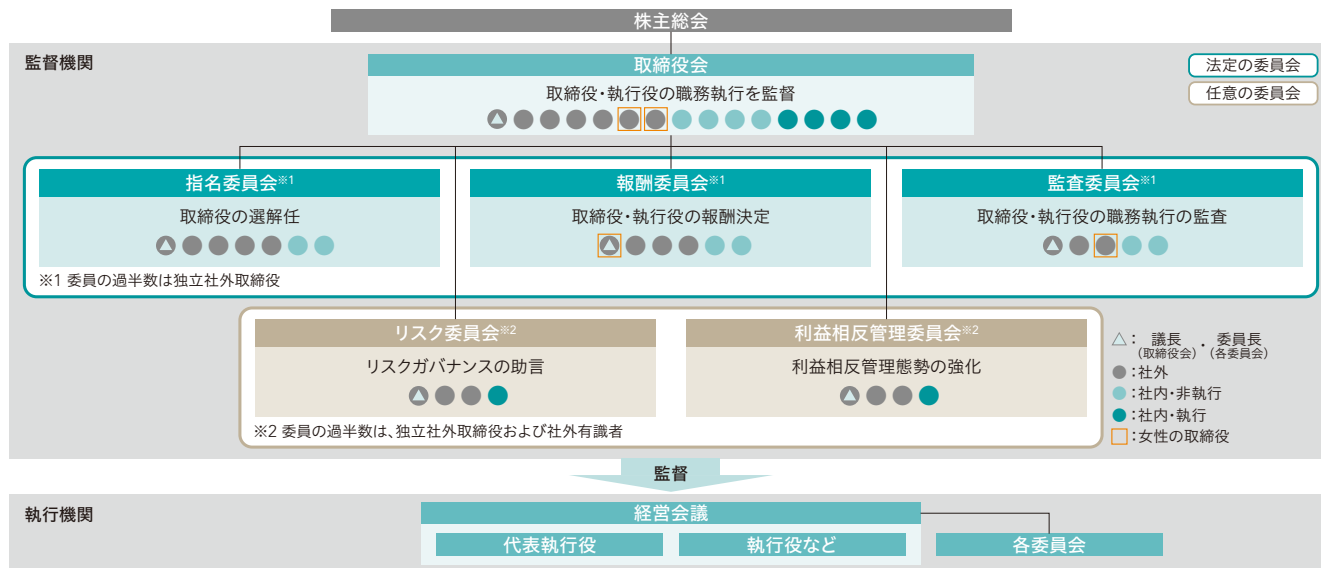 株主総会
監督機関
取締役会
取締役・執行役の職務執行を監督
法定の委員会
任意の委員会
指名委員会※1
取締役の選解任
報酬委員会※1
取締役・執行役の報酬決定
監査委員会※1
取締役・執行役の職務執行の監査
※1 委員の過半数は独立社外取締役
リスク委員会※2
リスクガバナンスの助言
利益相反管理委員会※2
利益相反管理態勢の強化
※2 委員の過半数は、独立社外取締役および社外有識者
△：議長(取締役会)・委員長(各委員会)
●：社外
●：社内・非執行
●：社内・執行
□：女性の取締役
監督
執行機関
経営会議
代表執行役
執行役など
各委員会